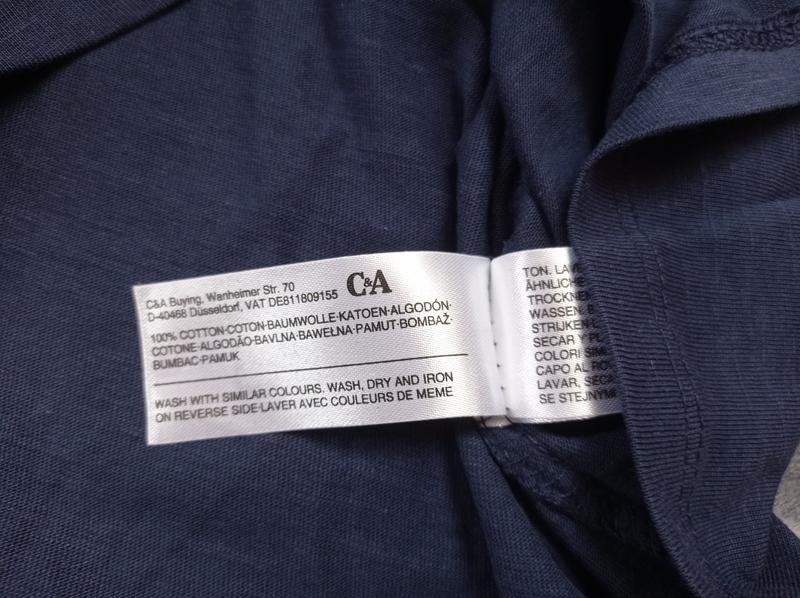 C&A Buying, Wanheimer Str. 70
D-40468 Düsseldorf, VAT DE811809155
C&A
100% COTTON·COTON·BAUMWOLLE·KATOEN·ALGODÓN·
COTONE·ALGODÃO·BAVLNA·BAWEŁNA·PAMUT·BOMBAŽ·
BUMBAC·PAMUK
WASH WITH SIMILAR COLOURS. WASH, DRY AND IRON
ON REVERSE SIDE·LAVER AVEC COULEURS DE MEME
TON. 
ÄHNLICHE
TROCKNE
WASSEN
STRIJKEN
SECAR Y
COLORI
CAPO AL
LAVAR,
SE STEJNÝMI